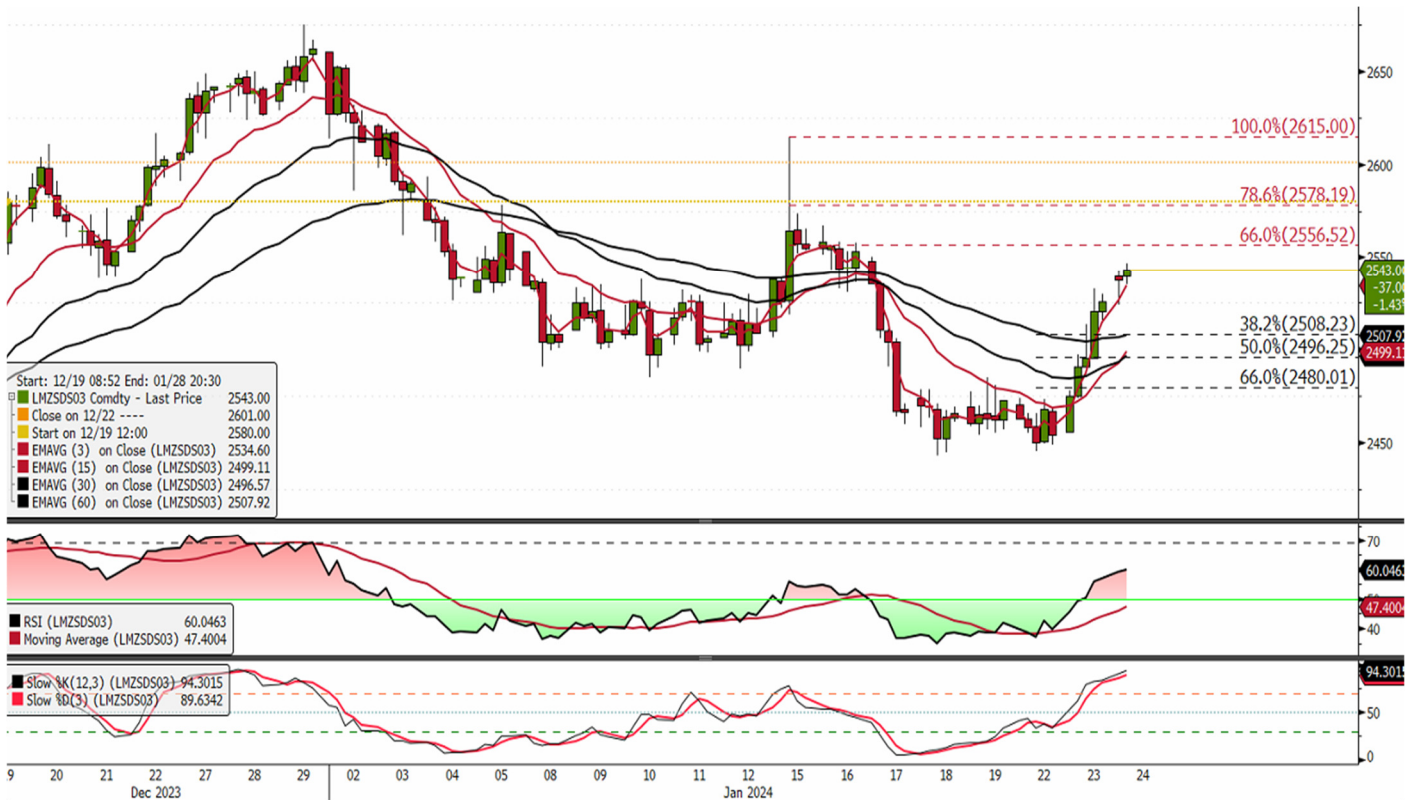 2650
100.0%(2615.00)
2600
78.6%(2578.19)
66.0%(2556.52)
2550
2543.00
-37.00
-1.43%
38.2%(2508.23)
2507.92
50.0%(2496.25)
2499.11
66.0%(2480.01)
2450
Start: 12/19 08:52 End: 01/28 20:30
LMZSDS03 Comdty - Last Price 2543.00
Close on 12/22 ---- 2601.00
Start on 12/19 12:00 2580.00
EMAVG (3) on Close (LMZSDS03) 2534.60
EMAVG (15) on Close (LMZSDS03) 2499.11
EMAVG (30) on Close (LMZSDS03) 2496.57
EMAVG (60) on Close (LMZSDS03) 2507.92
70
60.0463
47.4004
40
RSI (LMZSDS03) 60.0463
Moving Average (LMZSDS03) 47.4004
94.3015
50
0
Slow %K(12,3) (LMZSDS03) 94.3015
Slow %D(3) (LMZSDS03) 89.6342
9 20 21 22 27 28 29 02 03 04 05 08 09 10 11 12 15 16 17 18 19 22 23 24
Dec 2023 Jan 2024